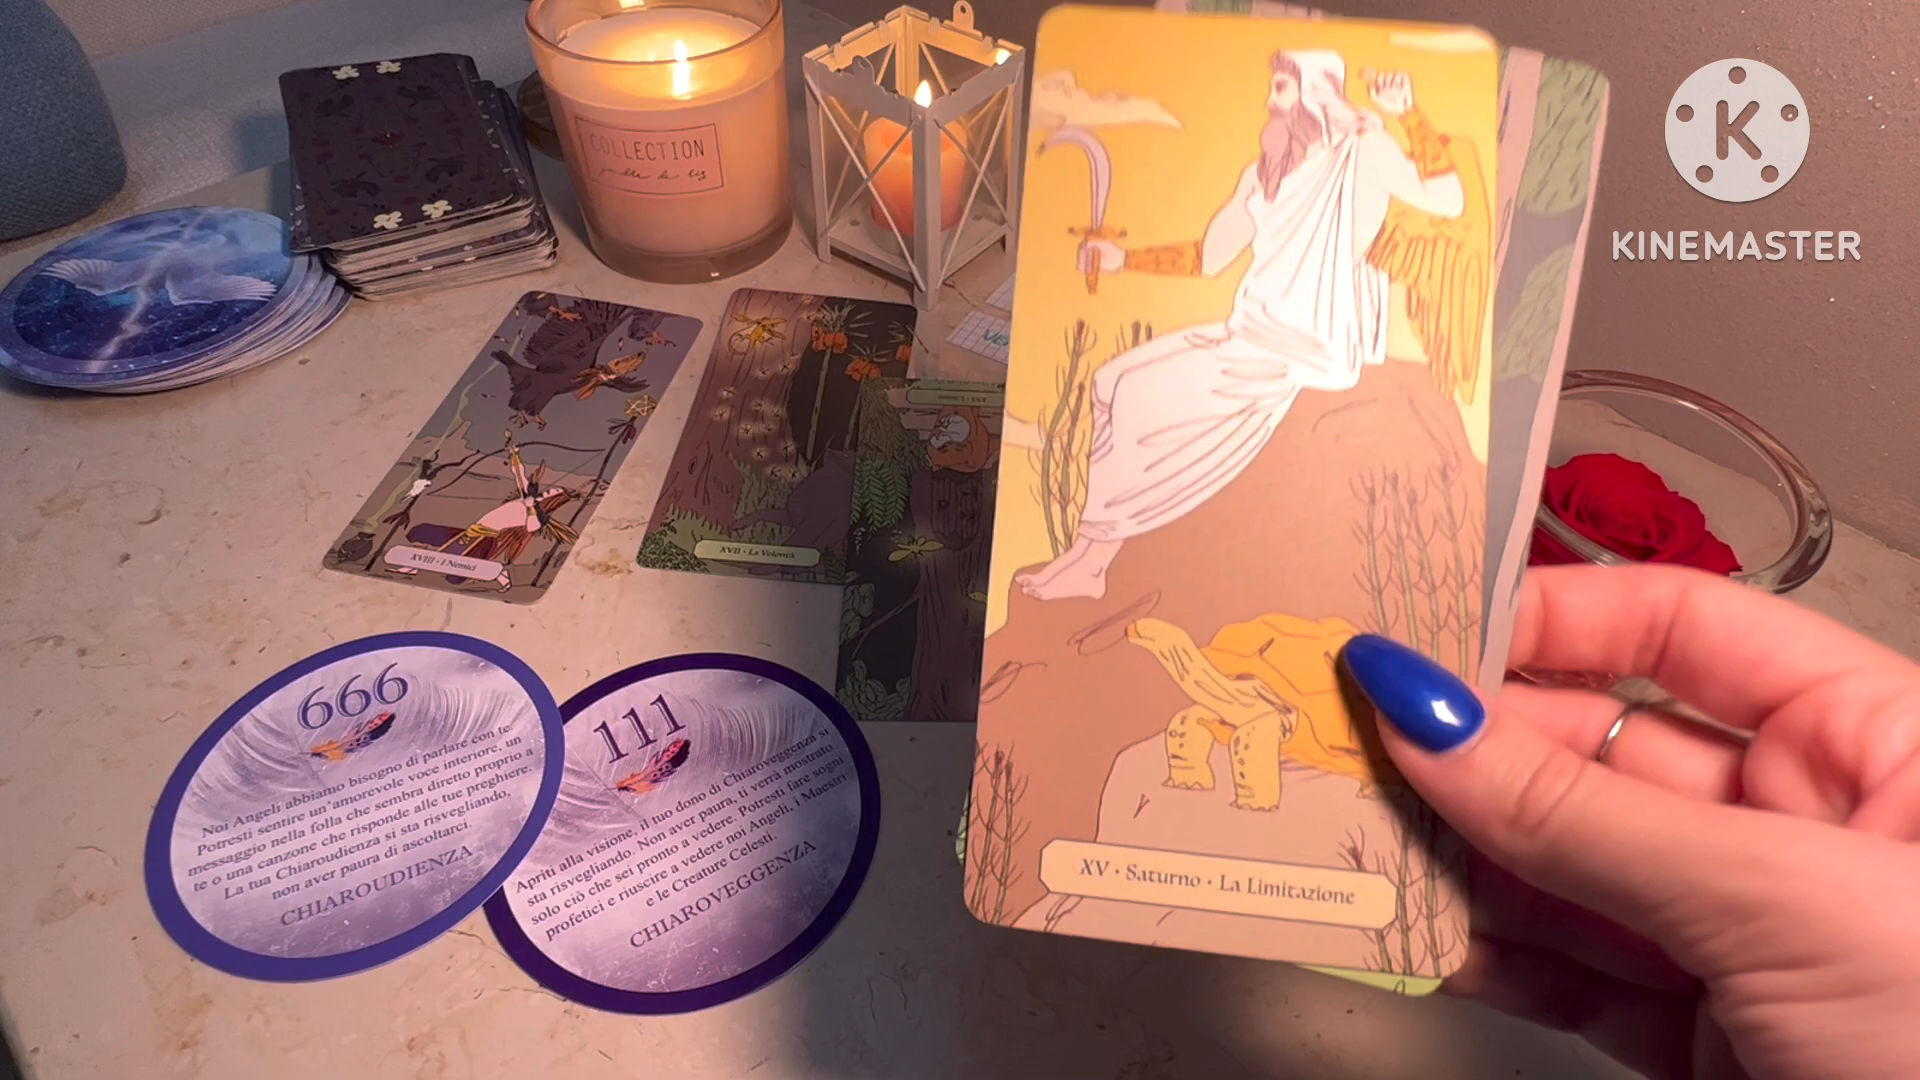 COLLECTION
KINEMASTER
XVIII · I Nemici
XVII · La Volontà
666
Noi Angeli abbiamo bisogno di parlare con te.
Potresti sentire un'amorevole voce interiore, un
messaggio nella folla che sembra diretto proprio a
te o una canzone che risponde alle tue preghiere.
La tua Chiaroudienza si sta risvegliando,
non aver paura di ascoltarci.
CHIAROUDIENZA
111
Apriti alla visione, il tuo dono di Chiaroveggenza si
sta risvegliando. Non aver paura, ti verrà mostrato
solo ciò che sei pronto a vedere. Potresti fare sogni
profetici e riuscire a vedere noi Angeli, i Maestri
e le Creature Celesti.
CHIAROVEGGENZA
XV · Saturno · La Limitazione